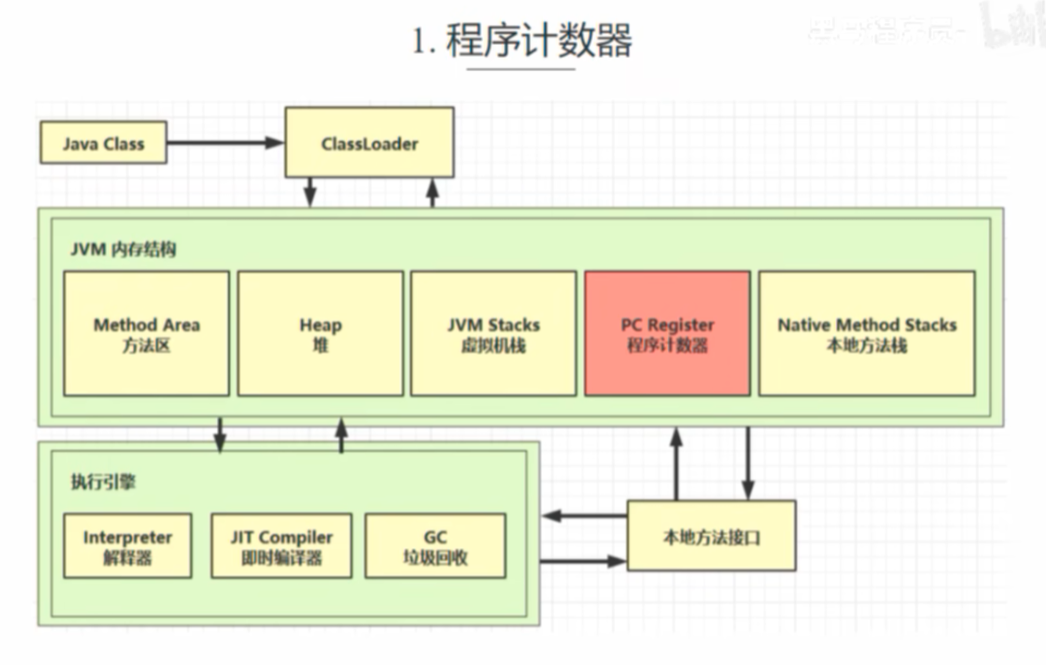 1. 程序计数器
Java Class
ClassLoader
JVM 内存结构
Method Area
方法区
Heap
堆
JVM Stacks
虚拟机栈
PC Register
程序计数器
Native Method Stacks
本地方法栈
执行引擎
Interpreter
解释器
JIT Compiler
即时编译器
GC
垃圾回收
本地方法接口